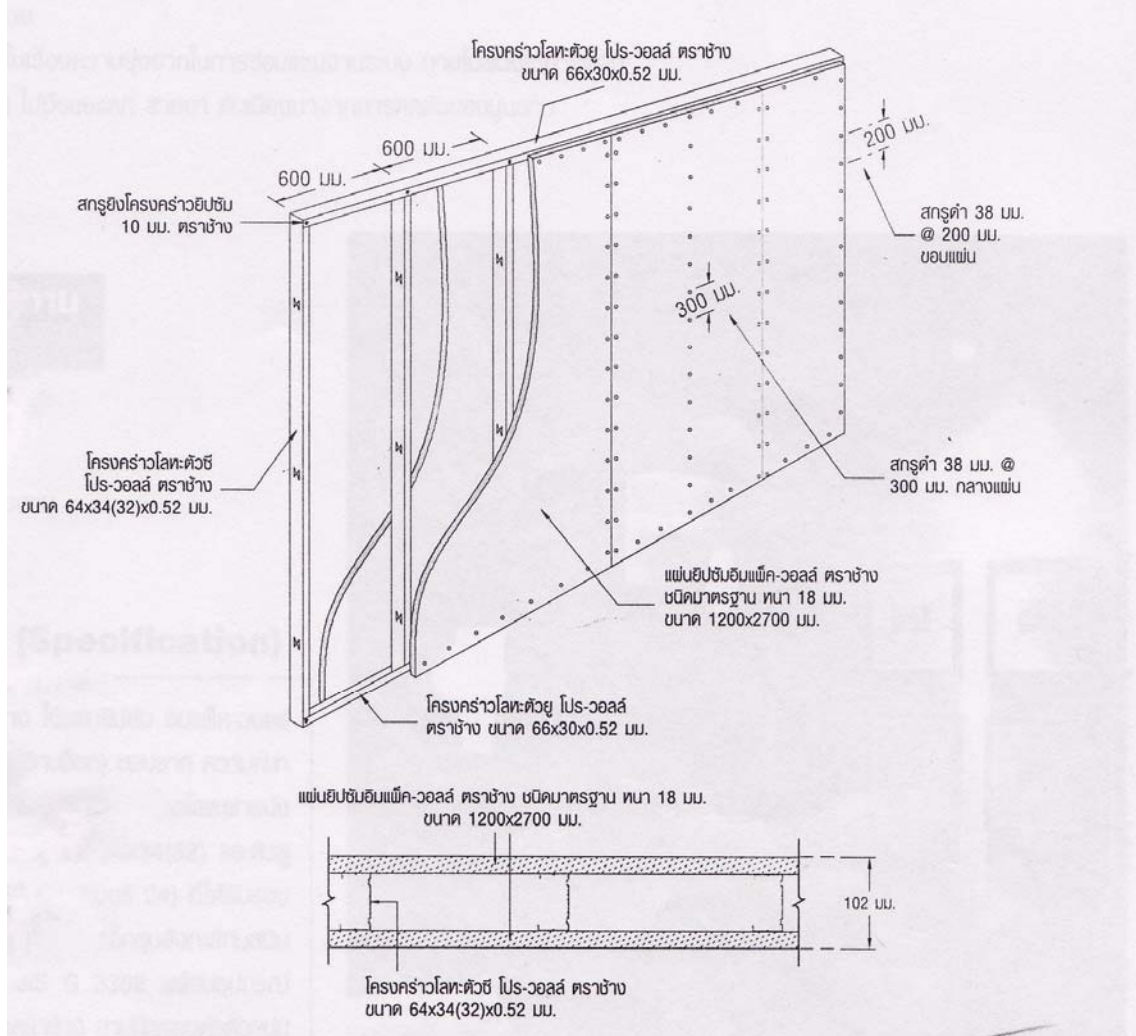 โครงคร่าวโลหะตัวยู โปร-วอลล์ ตราช้าง
ขนาด 66x30x0.52 มม.
600 มม.
600 มม.
200 มม.
สกรูยิงโครงคร่าวยิปซัม
10 มม. ตราช้าง
สกรูดำ 38 มม.
@ 200 มม.
ขอบแผ่น
300 มม.
โครงคร่าวโลหะตัวซี
โปร-วอลล์ ตราช้าง
ขนาด 64x34(32)x0.52 มม.
สกรูดำ 38 มม. @
300 มม. กลางแผ่น
แผ่นยิปซัมอิมแพ็ค-วอลล์ ตราช้าง
ชนิดมาตรฐาน หนา 18 มม.
ขนาด 1200x2700 มม.
โครงคร่าวโลหะตัวยู โปร-วอลล์
ตราช้าง ขนาด 66x30x0.52 มม.
แผ่นยิปซัมอิมแพ็ค-วอลล์ ตราช้าง ชนิดมาตรฐาน หนา 18 มม.
ขนาด 1200x2700 มม.
102 มม.
โครงคร่าวโลหะตัวซี โปร-วอลล์ ตราช้าง
ขนาด 64x34(32)x0.52 มม.
(Specification)